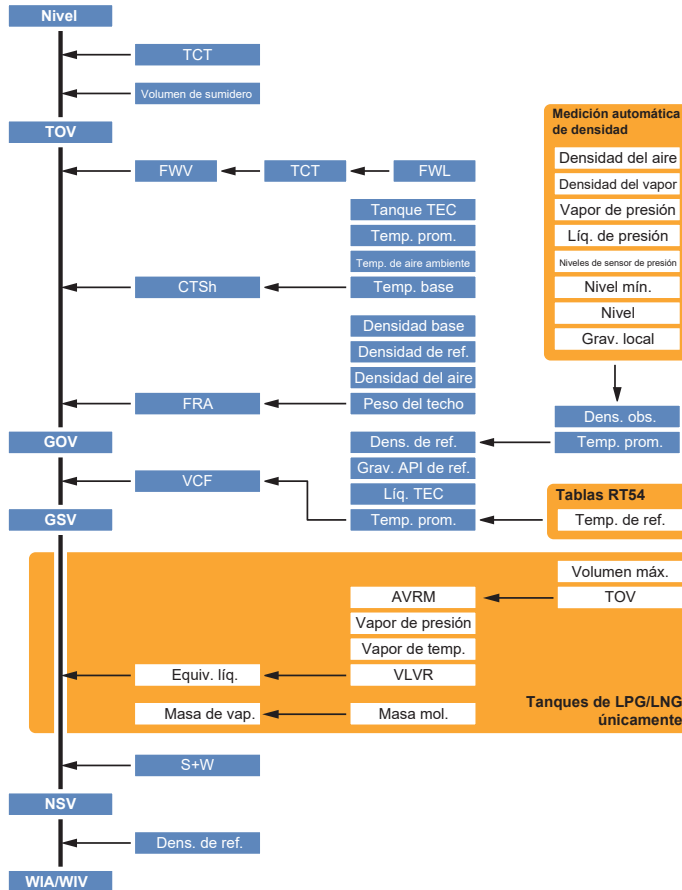 Nivel
TCT
Volumen de sumidero
TOV
FWV
TCT
FWL
Tanque TEC
Temp. prom.
Temp. de aire ambiente
CTSh
Temp. base
Densidad base
Densidad de ref.
Densidad del aire
FRA
Peso del techo
Medición automática
de densidad
Densidad del aire
Densidad del vapor
Vapor de presión
Líq. de presión
Niveles de sensor de presión
Nivel mín.
Nivel
Grav. local
Dens. obs.
GOV
Dens. de ref.
Temp. prom.
Grav. API de ref.
VCF
Líq. TEC
Tablas RT54
GSV
Temp. prom.
Temp. de ref.
Volumen máx.
AVRM
TOV
Vapor de presión
Vapor de temp.
Equiv. líq.
VLVR
Masa de vap.
Masa mol.
Tanques de LPG/LNG
únicamente
S+W
NSV
Dens. de ref.
WIA/WIV